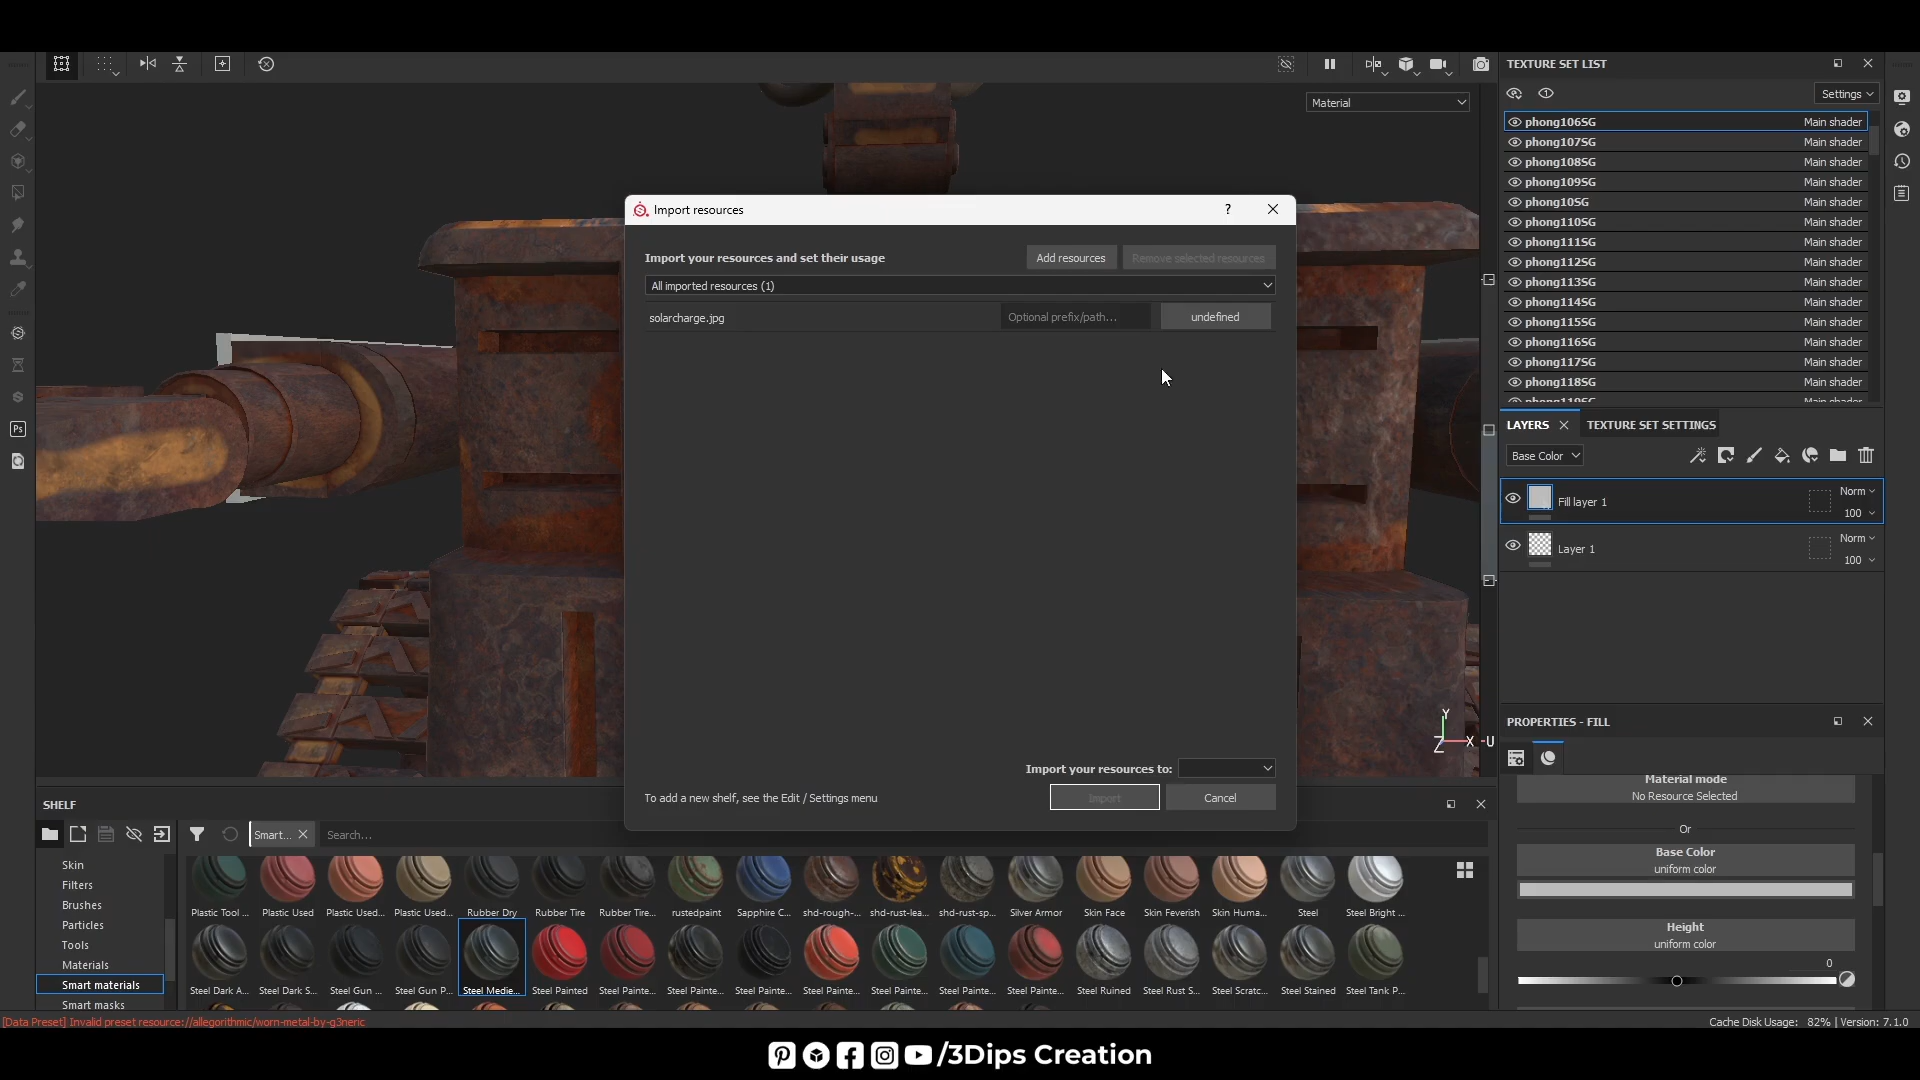 TEXTURE SET LIST
Material
Settings
phong106SG Main shader
phong107SG Main shader
phong108SG Main shader
phong109SG Main shader
phong10SG Main shader
phong110SG Main shader
phong111SG Main shader
phong112SG Main shader
phong113SG Main shader
phong114SG Main shader
phong115SG Main shader
phong116SG Main shader
phong117SG Main shader
phong118SG Main shader
phong119SG Main shader
Import resources
?
Import your resources and set their usage
Add resources
Remove selected resources
All imported resources (1)
solarcharge.jpg
Optional prefix/path...
undefined
Import your resources to:
To add a new shelf, see the Edit / Settings menu
Import
Cancel
Ps
Y
Z X -U
LAYERS
TEXTURE SET SETTINGS
Base Color
Fill layer 1
Norm
100
Layer 1
Norm
100
PROPERTIES - FILL
Material mode
No Resource Selected
Or
Base Color
uniform color
Height
uniform color
0
SHELF
Smart...
Search...
Skin
Filters
Brushes
Particles
Tools
Materials
Smart materials
Smart masks
Plastic Tool ...
Plastic Used
Plastic Used...
Plastic Used...
Rubber Dry
Rubber Tire
Rubber Tire...
rustedpaint
Sapphire C...
shd-rough-...
shd-rust-lea...
shd-rust-sp...
Silver Armor
Skin Face
Skin Feverish
Skin Huma...
Steel
Steel Bright ...
Steel Dark A...
Steel Dark S...
Steel Gun ...
Steel Gun P...
Steel Medie...
Steel Painted
Steel Painte...
Steel Painte...
Steel Painte...
Steel Painte...
Steel Painte...
Steel Painte...
Steel Painte...
Steel Ruined
Steel Rust S...
Steel Scratc...
Steel Stained
Steel Tank P...
[Data Preset] Invalid preset resource://allegorithmic/worn-metal-by-g3neric
Cache Disk Usage: 82% | Version: 7.1.0
/3Dips Creation